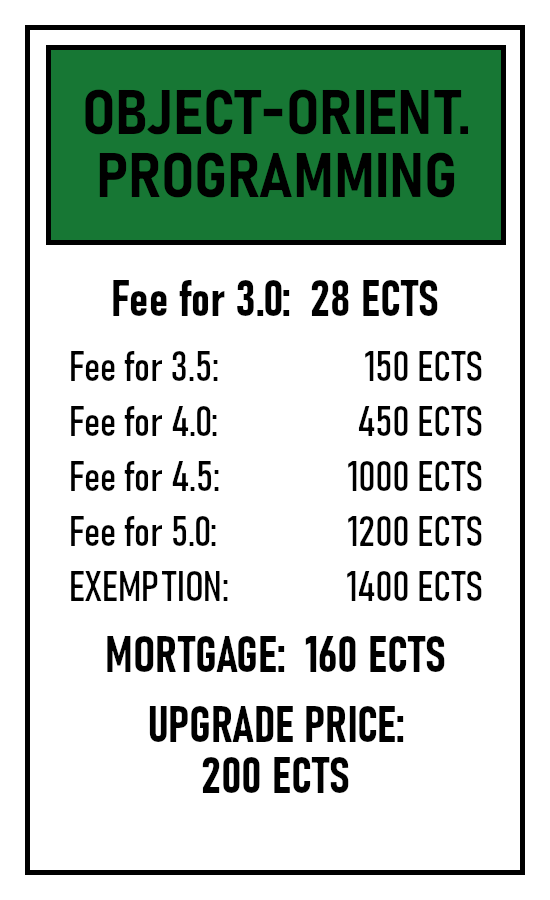 OBJECT-ORIENT.
PROGRAMMING
Fee for 3.0: 28 ECTS
Fee for 3.5: 150 ECTS
Fee for 4.0: 450 ECTS
Fee for 4.5: 1000 ECTS
Fee for 5.0: 1200 ECTS
EXEMPTION: 1400 ECTS
MORTGAGE: 160 ECTS
UPGRADE PRICE:
200 ECTS